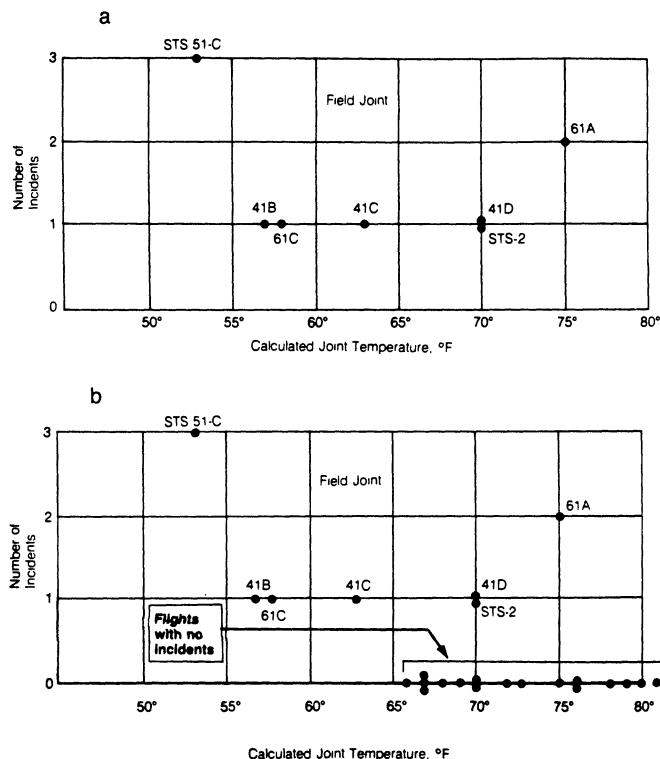 a
STS 51-C
3
Field Joint
61A
2
Number of
Incidents
41B
41C
41D
1
61C
STS-2
0
50° 55° 60° 65° 70° 75° 80°
Calculated Joint Temperature, °F
b
STS 51-C
3
Field Joint
61A
2
Number of
Incidents
41B
41C
41D
1
61C
STS-2
Flights
with no
incidents
0
50° 55° 60° 65° 70° 75° 80°
Calculated Joint Temperature, °F